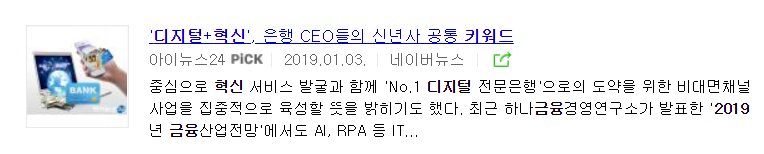 '디지털+혁신', 은행 CEO들의 신년사 공통 키워드
아이뉴스24 PiCK 2019.01.03. 네이버뉴스
중심으로 혁신 서비스 발굴과 함께 'No.1 디지털 전문은행'으로의 도약을 위한 비대면채널
사업을 집중적으로 육성할 뜻을 밝히기도 했다. 최근 하나금융경영연구소가 발표한 '2019
년 금융산업전망'에서도 AI, RPA 등 IT...
BANK